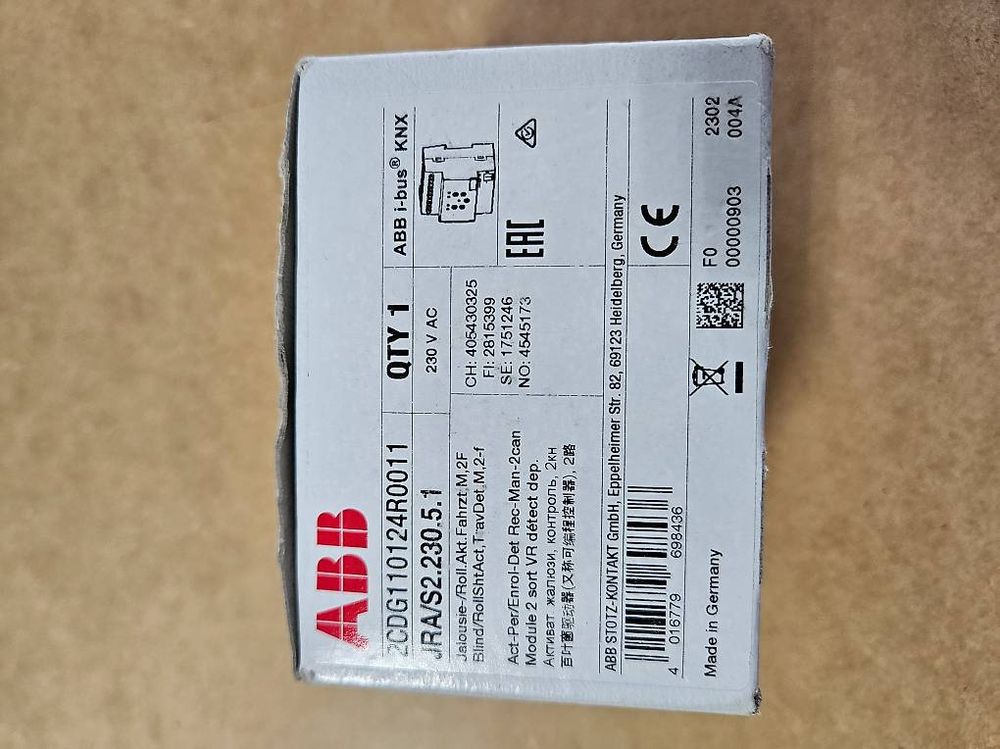 ABB
2CDG110124R0011
QTY 1
ABB i-bus® KNX
JRA/S2.230.5.1
230 V AC
Jalousie-/Roll.Akt.Fahrzt,M,2F
Blind/RollShtAct,TravDet,M,2-f
CH: 405430325
FI: 2815399
SE: 1751246
NO: 4545173
EAC
Act-Per/Enrol-Det Rec-Man-2can
Module 2 sort VR détect dep.
Активат жалюзи, контроль, 2кн
百叶窗驱动器(又称可编程控制器), 2路
ABB STOTZ-KONTAKT GmbH, Eppelheimer Str. 82, 69123 Heidelberg, Germany
4 016779 698436
CE
Made in Germany
F0 2302
00000903 004A